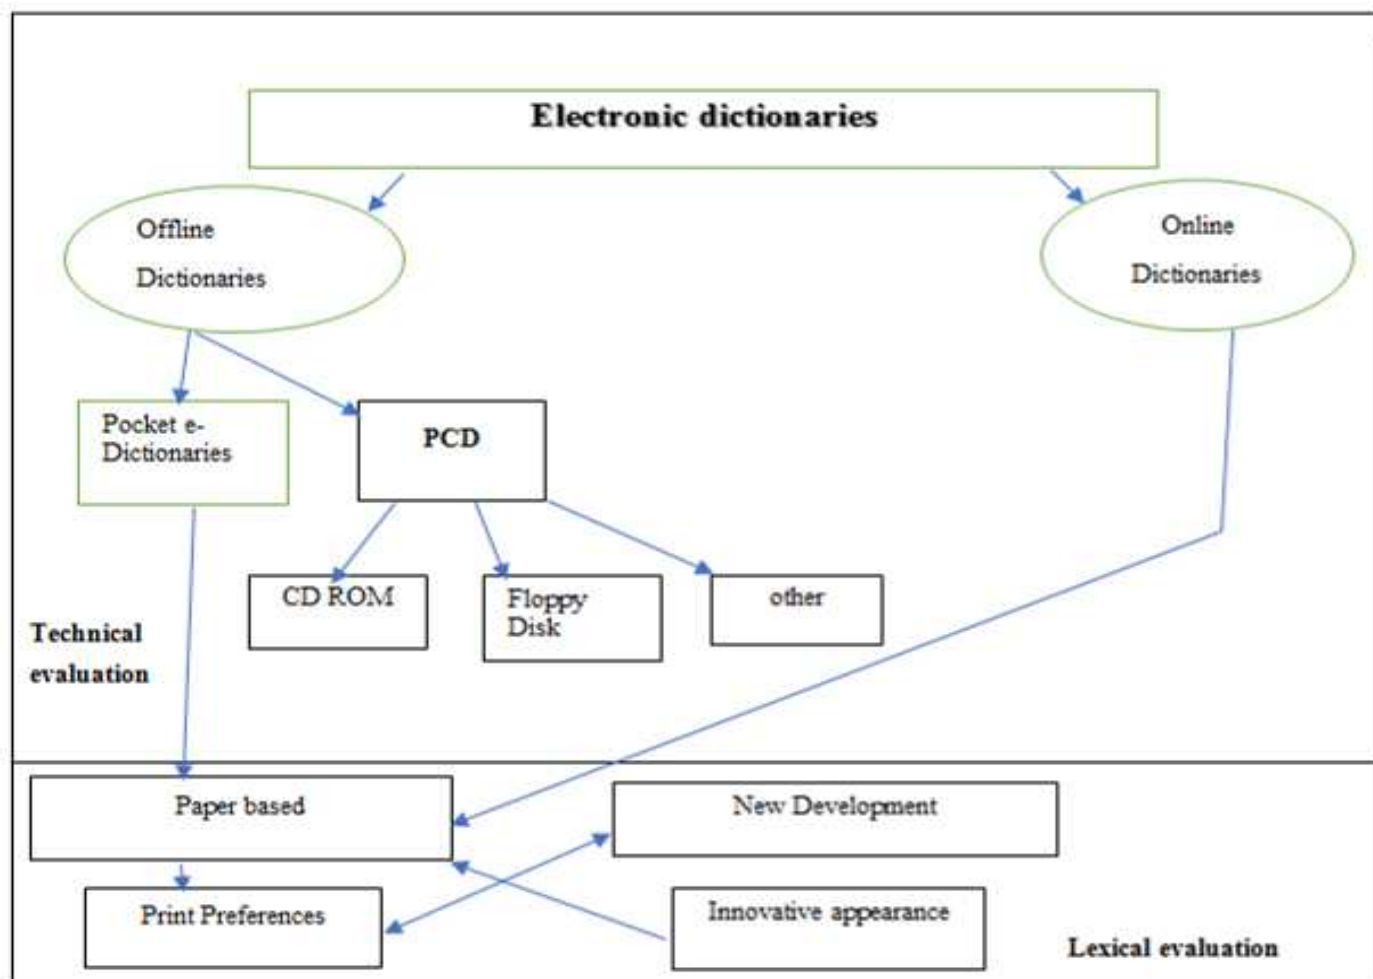 Electronic dictionaries
Offline
Dictionaries
Online
Dictionaries
Pocket e-
Dictionaries
PCD
CD ROM
Floppy
Disk
other
Technical
evaluation
Paper based
New Development
Print Preferences
Innovative appearance
Lexical evaluation